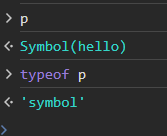 > p
<· Symbol(hello)
> typeof p
<· 'symbol'
>